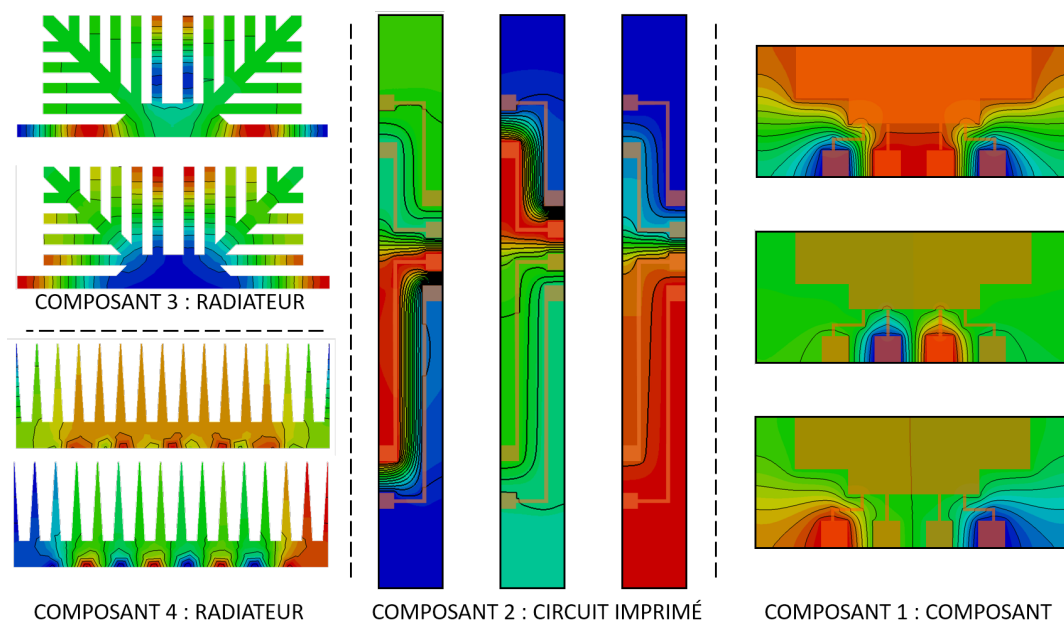 COMPOSANT 3 : RADIATEUR
COMPOSANT 4 : RADIATEUR
COMPOSANT 2 : CIRCUIT IMPRIMÉ
COMPOSANT 1 : COMPOSANT